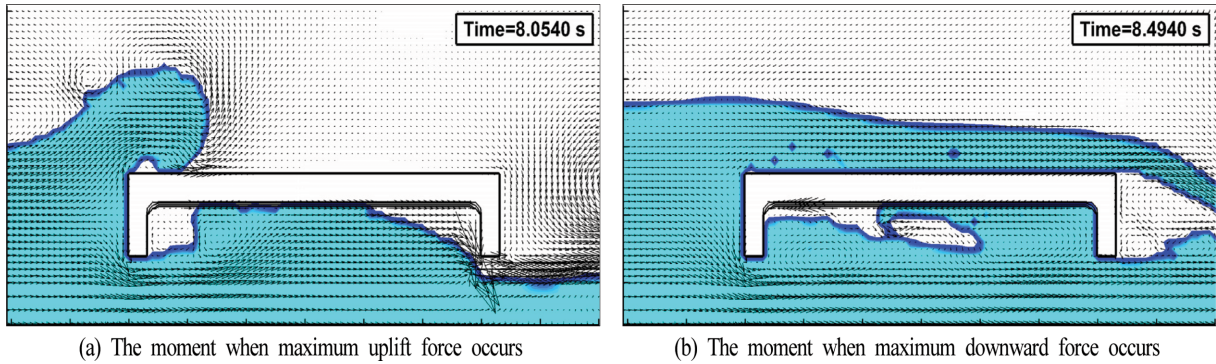 Time=8.0540 s
Time=8.4940 s
(a) The moment when maximum uplift force occurs
(b) The moment when maximum downward force occurs